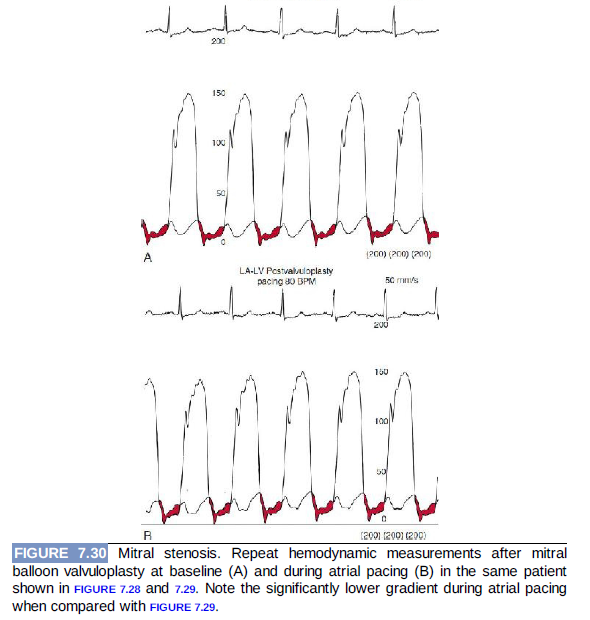 200
150
100
50
0
A
(200) (200) (200)
LA-LV Postvalvuloplasty
pacing 80 BPM
50 mm/s
200
150
100
50
0
B
(200) (200) (200)
FIGURE 7.30 Mitral stenosis. Repeat hemodynamic measurements after mitral
balloon valvuloplasty at baseline (A) and during atrial pacing (B) in the same patient
shown in FIGURE 7.28 and 7.29. Note the significantly lower gradient during atrial pacing
when compared with FIGURE 7.29.